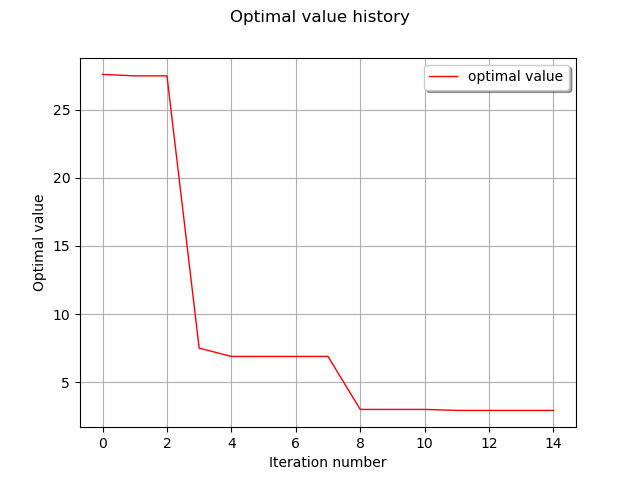 Optimal value history
optimal value
Optimal value
25
20
15
10
5
0 2 4 6 8 10 12 14
Iteration number